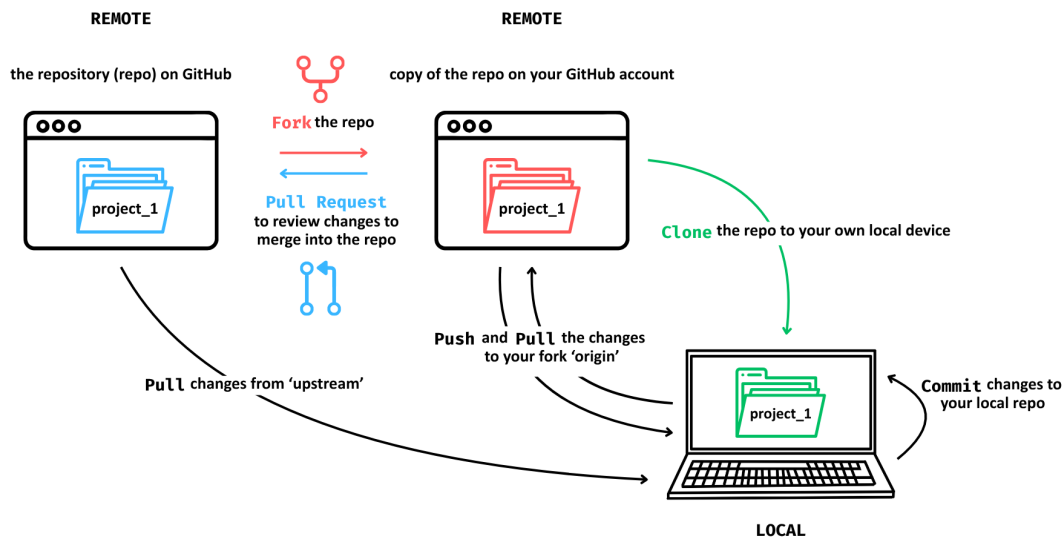 REMOTE
REMOTE
the repository (repo) on GitHub
copy of the repo on your GitHub account
Fork the repo
project_1
Pull Request
to review changes to
merge into the repo
project_1
Clone the repo to your own local device
Push and Pull the changes
to your fork ‘origin’
Pull changes from ‘upstream’
project_1
Commit changes to
your local repo
LOCAL